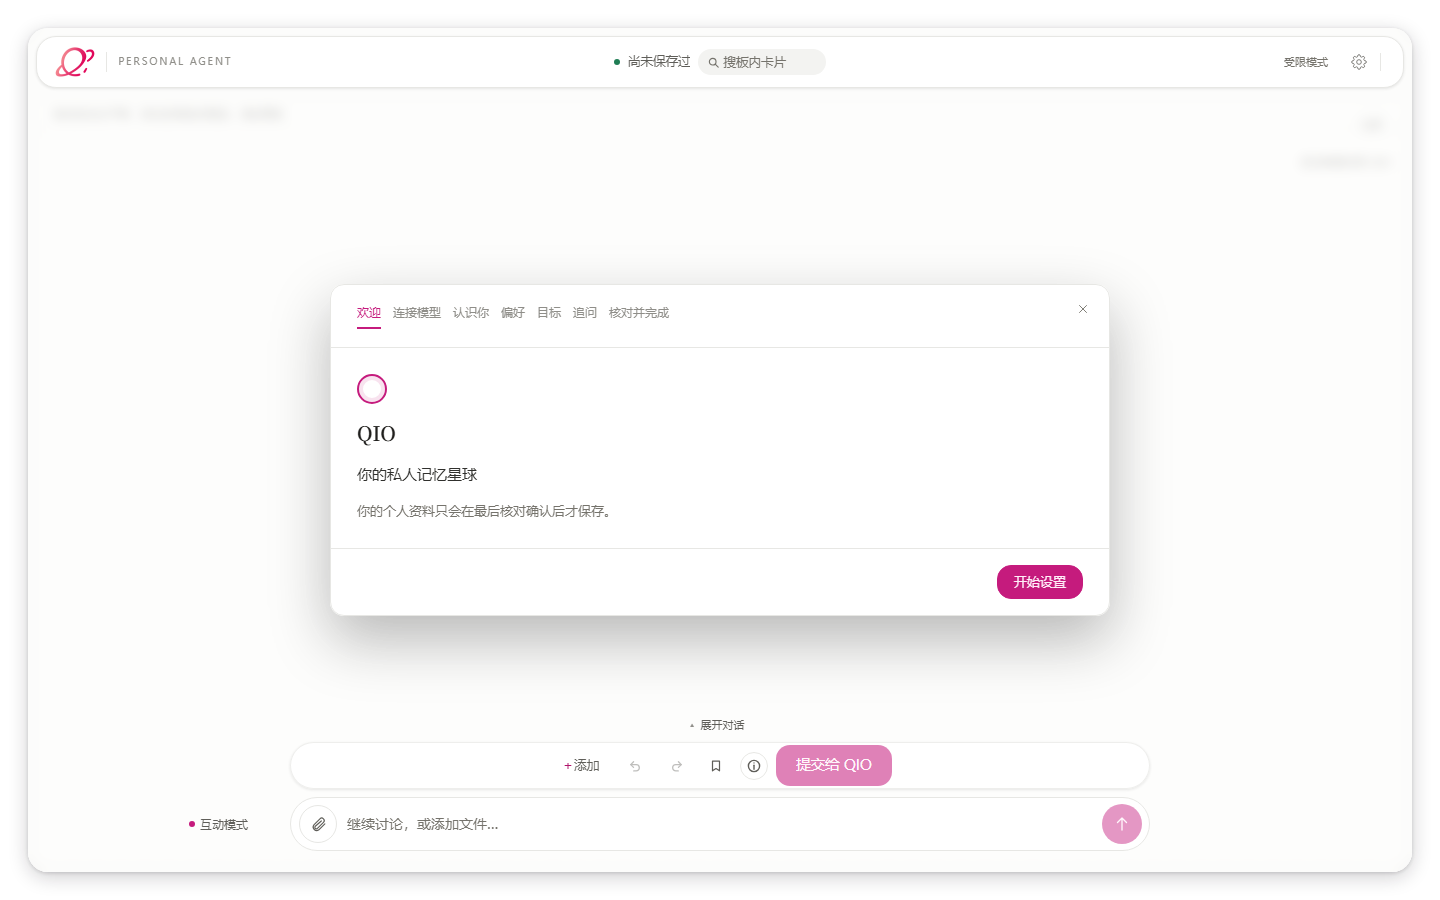 PERSONAL AGENT
尚未保存过
搜板内卡片
受限模式
欢迎 连接模型 认识你 偏好 目标 追问 核对并完成
QIO
你的私人记忆星球
你的个人资料只会在最后核对确认后才保存。
开始设置
展开对话
+添加
提交给 QIO
互动模式
继续讨论，或添加文件...